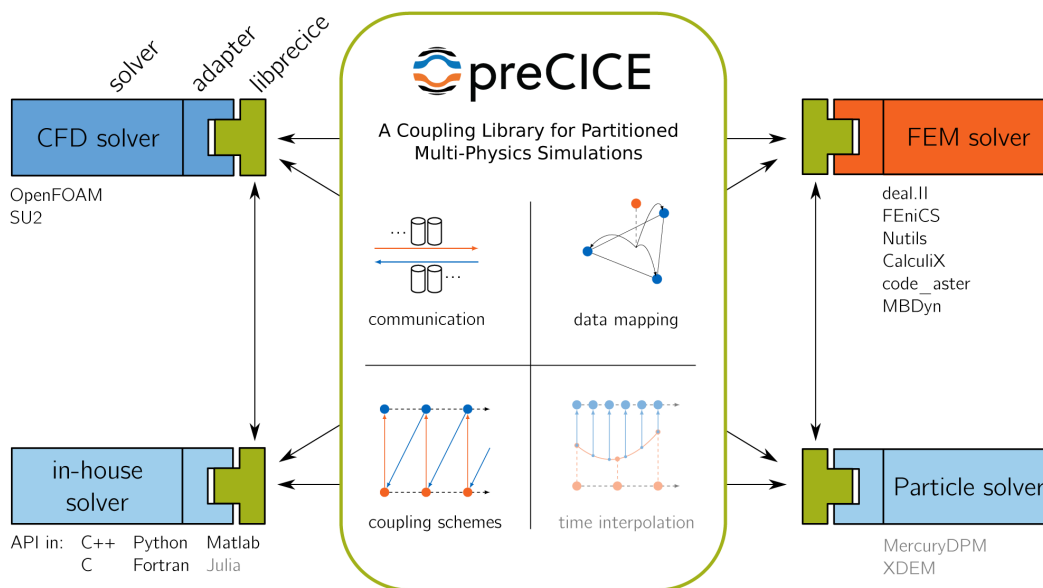 solver
adapter
libprecice
preCICE
A Coupling Library for Partitioned
Multi-Physics Simulations
CFD solver
OpenFOAM
SU2
FEM solver
deal.II
FEniCS
Nutils
CalculiX
code_aster
MBDyn
...
...
communication
data mapping
coupling schemes
time interpolation
in-house
solver
API in: C++ Python Matlab
C Fortran Julia
Particle solver
MercuryDPM
XDEM